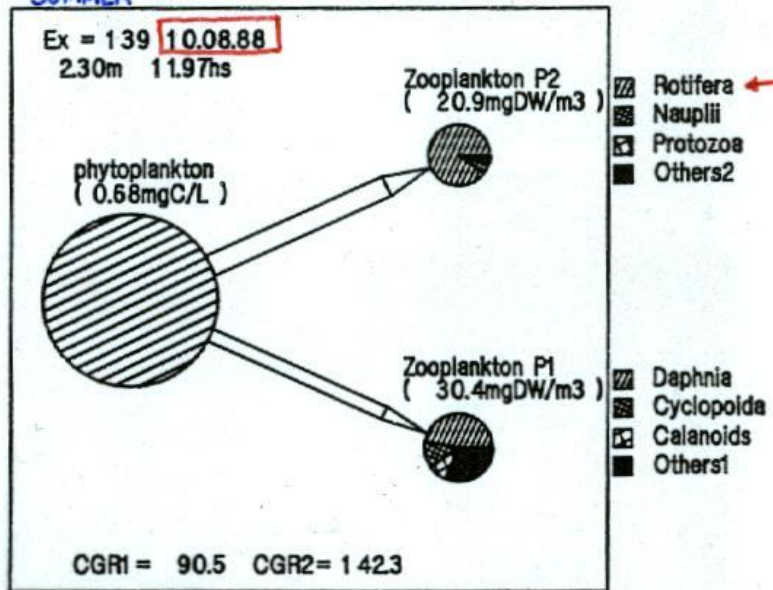 SUMMER
Ex = 139 10.08.88
2.30m 11.97hs
Zooplankton P2
( 20.9mgDW/m3 )
Rotifera
Nauplii
Protozoa
Others2
phytoplankton
( 0.68mgC/L )
Zooplankton P1
( 30.4mgDW/m3 )
Daphnia
Cyclopoida
Calanoids
Others1
CGR1 = 90.5 CGR2= 142.3